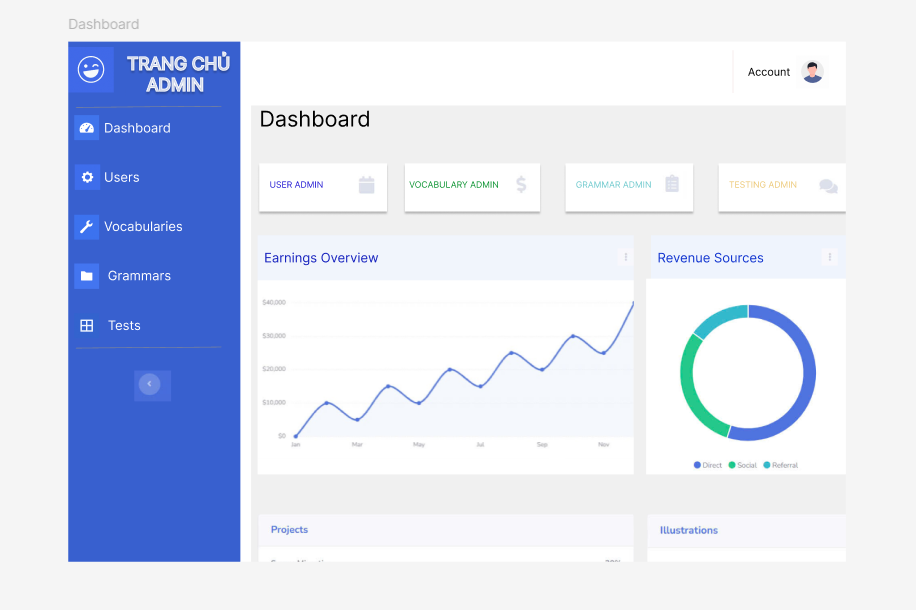 Dashboard
TRANG CHỦ
ADMIN
Account
Dashboard
Users
Vocabularies
Grammars
Tests
Dashboard
USER ADMIN
VOCABULARY ADMIN
GRAMMAR ADMIN
TESTING ADMIN
Earnings Overview
$40,000
$30,000
$20,000
$10,000
$0
Jan Mar May Jul Sep Nov
Revenue Sources
Direct Social Referral
Projects
Illustrations